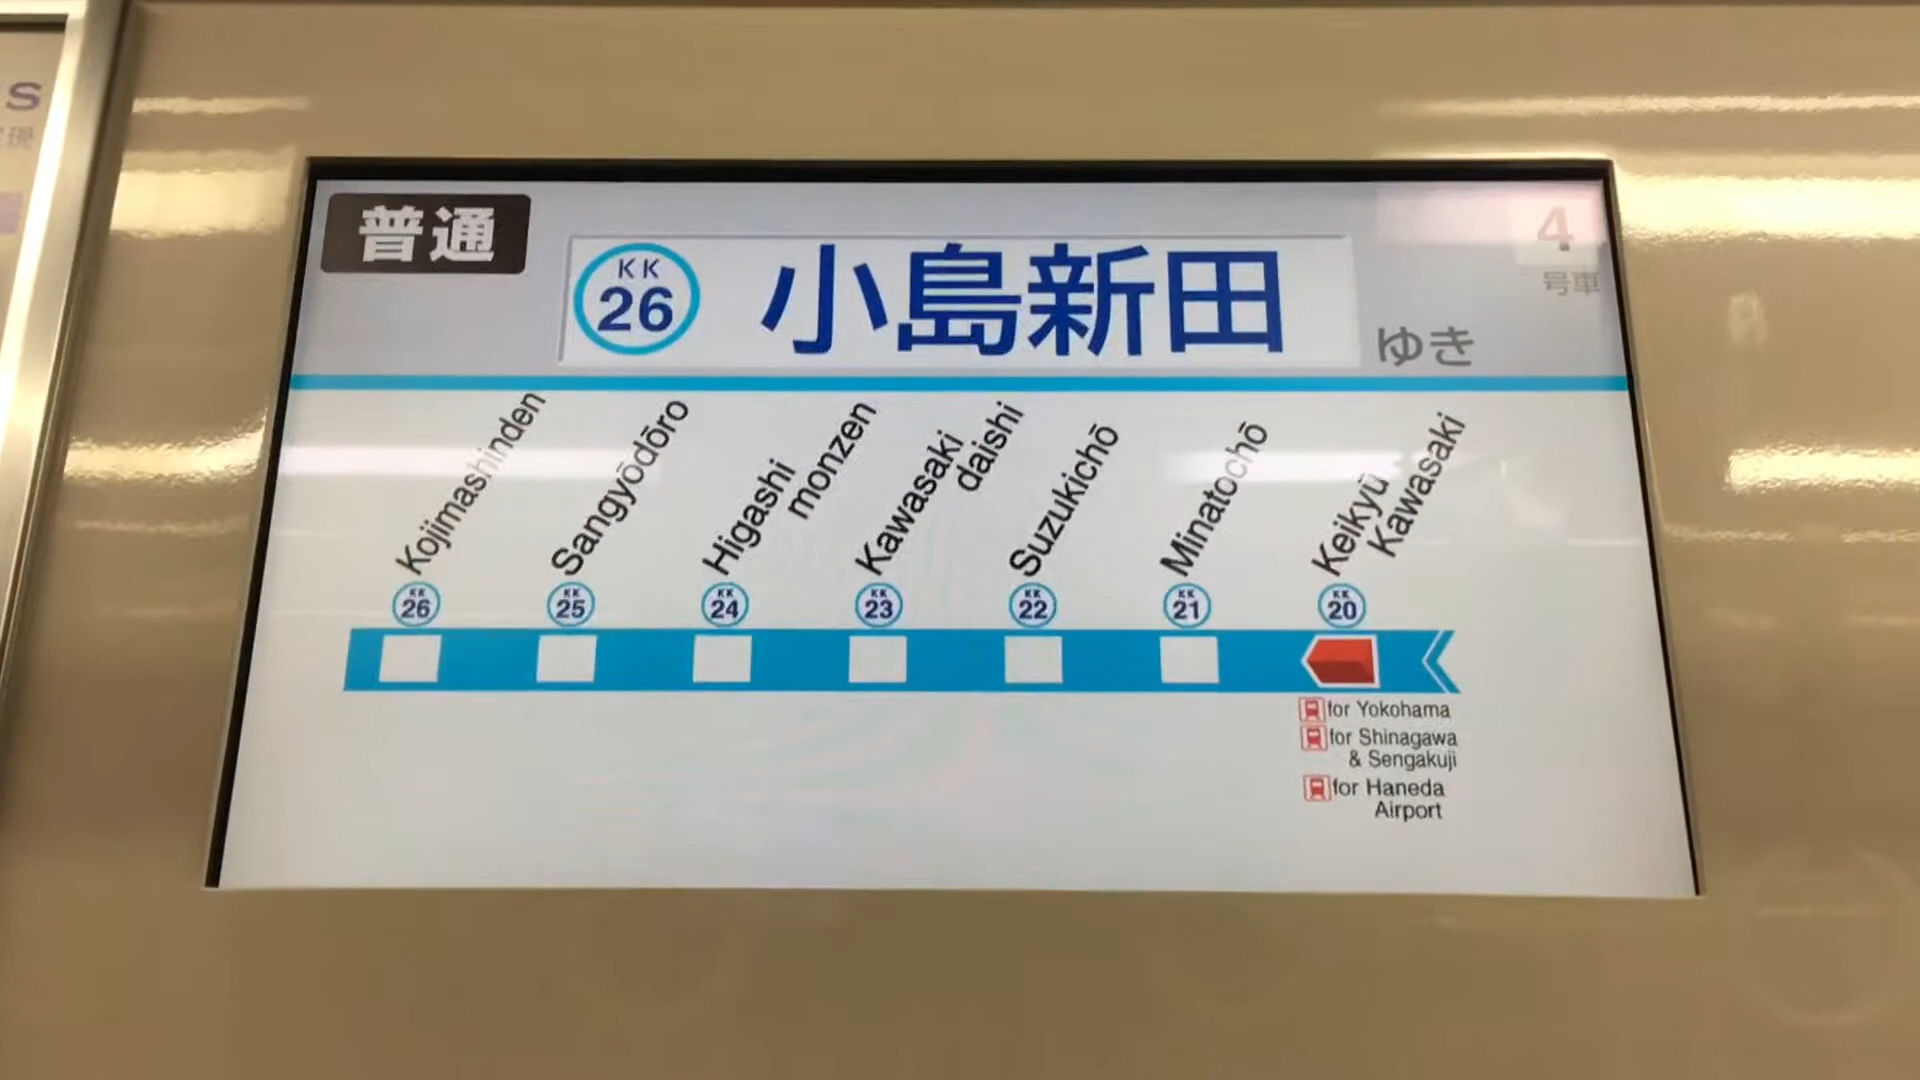 普通
KK
26
小島新田
ゆき
4
号車
Kojimashinden
Sangyōdōro
Higashi
monzen
Kawasaki
daishi
Suzukichō
Minatochō
Keikyū
Kawasaki
KK
26
KK
25
KK
24
KK
23
KK
22
KK
21
KK
20
for Yokohama
for Shinagawa
& Sengakuji
for Haneda
Airport
S